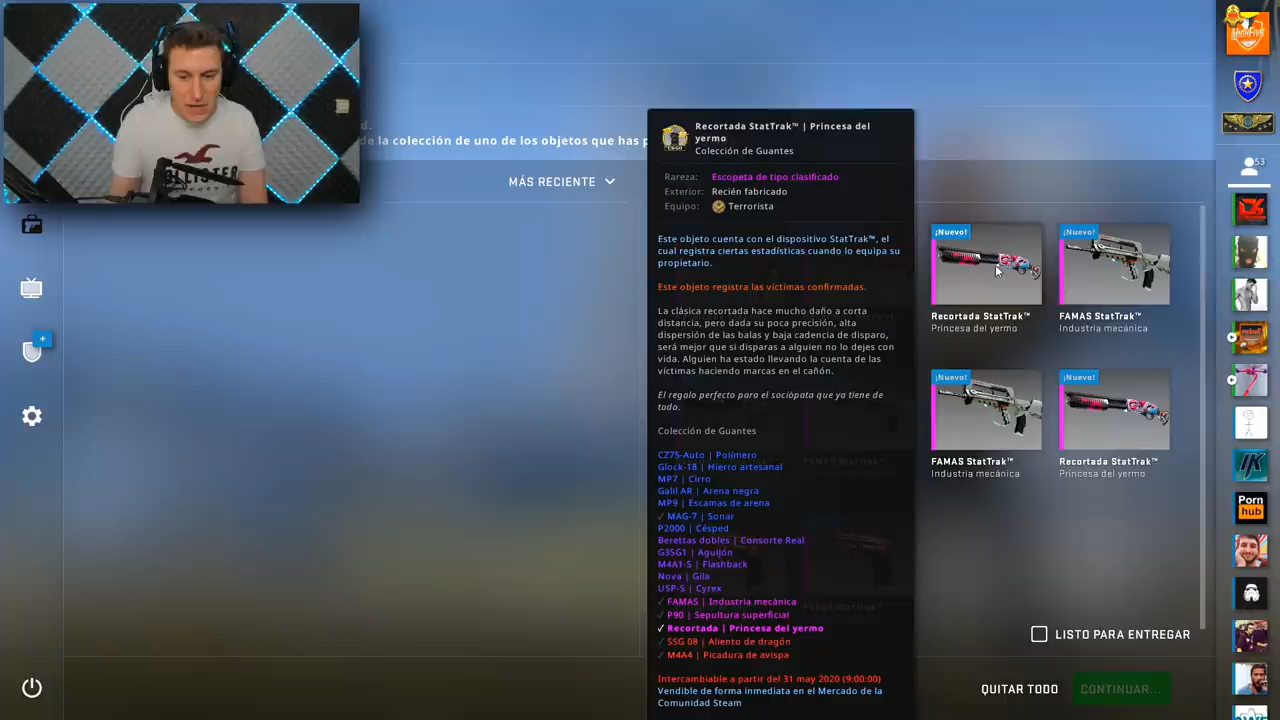 d.
de la colección de uno de los objetos que has p
MÁS RECIENTE
Recortada StatTrak™ | Princesa del
yermo
Colección de Guantes
Rareza: Escopeta de tipo clasificado
Exterior: Recién fabricado
Equipo: Terrorista
Este objeto cuenta con el dispositivo StatTrak™, el
cual registra ciertas estadísticas cuando lo equipa su
propietario.
Este objeto registra las víctimas confirmadas.
La clásica recortada hace mucho daño a corta
distancia, pero dada su poca precisión, alta
dispersión de las balas y baja cadencia de disparo,
será mejor que si disparas a alguien no lo dejes con
vida. Alguien ha estado llevando la cuenta de las
víctimas haciendo marcas en el cañón.
El regalo perfecto para el sociópata que ya tiene de
todo.
Colección de Guantes
CZ75-Auto | Polímero
Glock-18 | Hierro artesanal
MP7 | Cirro
Galil AR | Arena negra
MP9 | Escamas de arena
✓ MAG-7 | Sonar
P2000 | Césped
Berettas dobles | Consorte Real
G3SG1 | Aguijón
M4A1-S | Flashback
Nova | Gila
USP-S | Cyrex
✓ FAMAS | Industria mecánica
✓ P90 | Sepultura superficial
✓ Recortada | Princesa del yermo
✓ SSG 08 | Aliento de dragón
✓ M4A4 | Picadura de avispa
Intercambiable a partir del 31 may 2020 (9:00:00)
Vendible de forma inmediata en el Mercado de la
Comunidad Steam
¡Nuevo!
Recortada StatTrak™
Princesa del yermo
¡Nuevo!
FAMAS StatTrak™
Industria mecánica
¡Nuevo!
FAMAS StatTrak™
Industria mecánica
¡Nuevo!
Recortada StatTrak™
Princesa del yermo
LISTO PARA ENTREGAR
QUITAR TODO
CONTINUAR...
53
Porn
hub
HOLLISTER